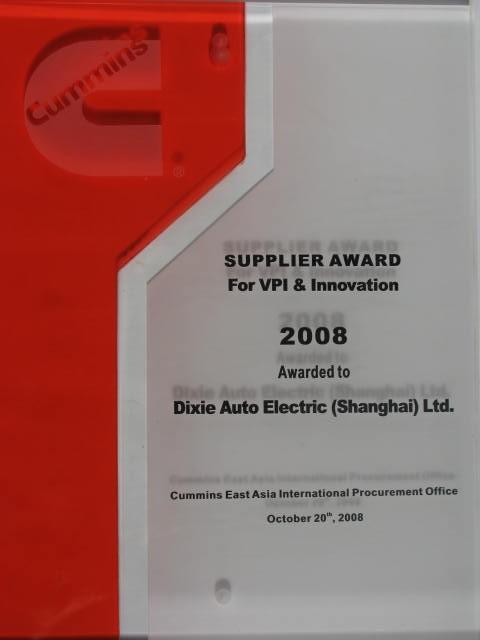 Cummins
®
SUPPLIER AWARD
For VPI & Innovation
2008
Awarded to
Dixie Auto Electric (Shanghai) Ltd.
Cummins East Asia International Procurement Office
October 20th, 2008